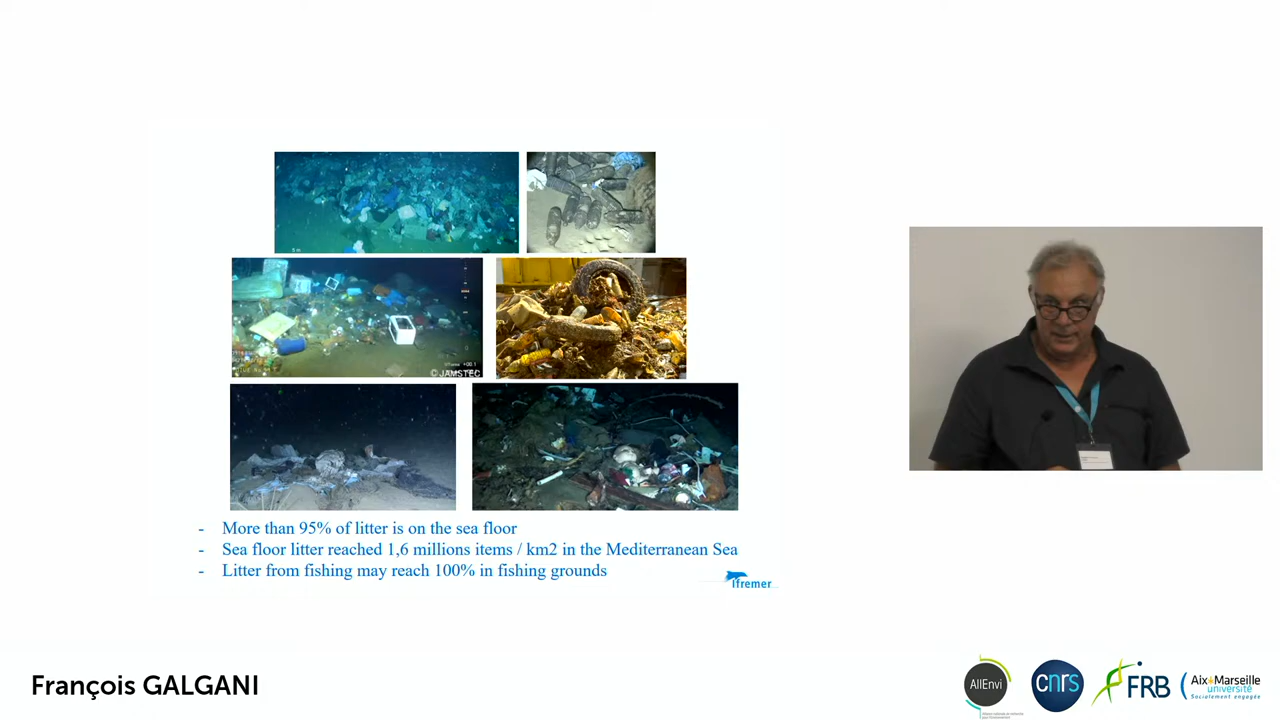 © JAMSTEC
- More than 95% of litter is on the sea floor
- Sea floor litter reached 1,6 millions items / km2 in the Mediterranean Sea
- Litter from fishing may reach 100% in fishing grounds
Ifremer
François GALGANI
AllEnvi
cnrs
FRB
Aix+Marseille
université
Socialement engagée